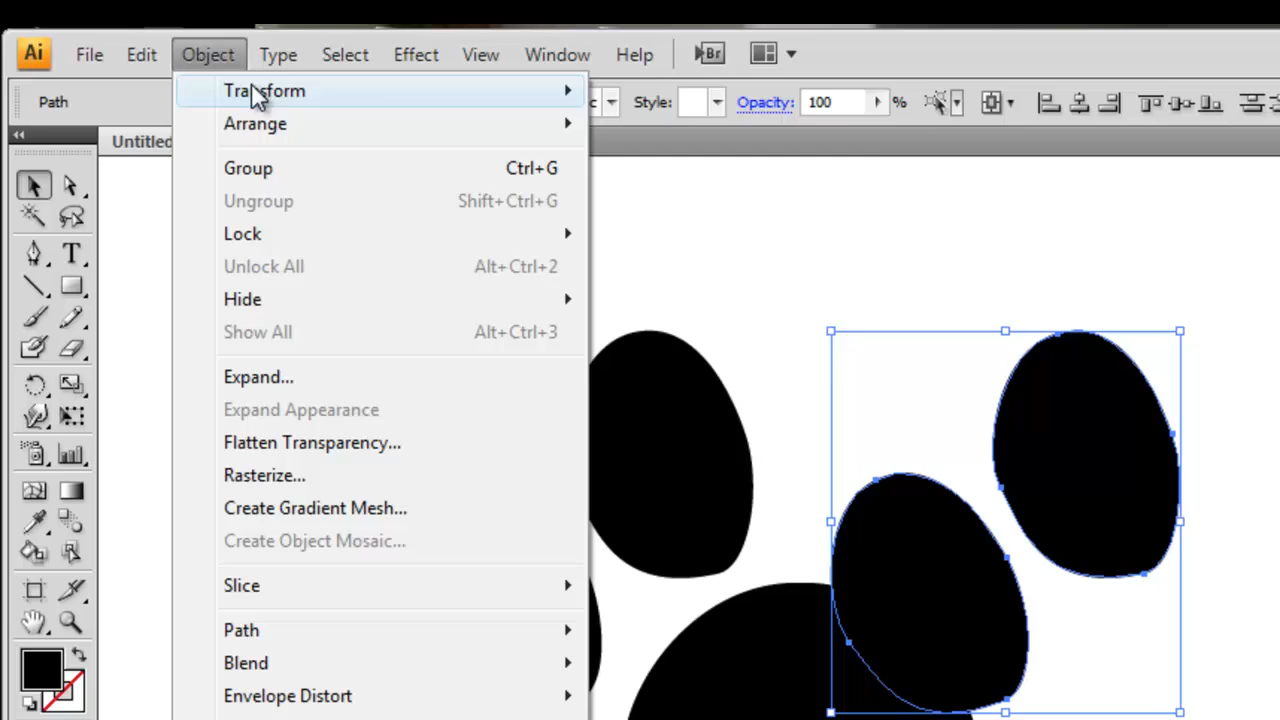 Ai File Edit Object Type Select Effect View Window Help Br
Path c Style: Opacity: 100 %
Untitled
Transform
Arrange
Group Ctrl+G
Ungroup Shift+Ctrl+G
Lock
Unlock All Alt+Ctrl+2
Hide
Show All Alt+Ctrl+3
Expand...
Expand Appearance
Flatten Transparency...
Rasterize...
Create Gradient Mesh...
Create Object Mosaic...
Slice
Path
Blend
Envelope Distort
T